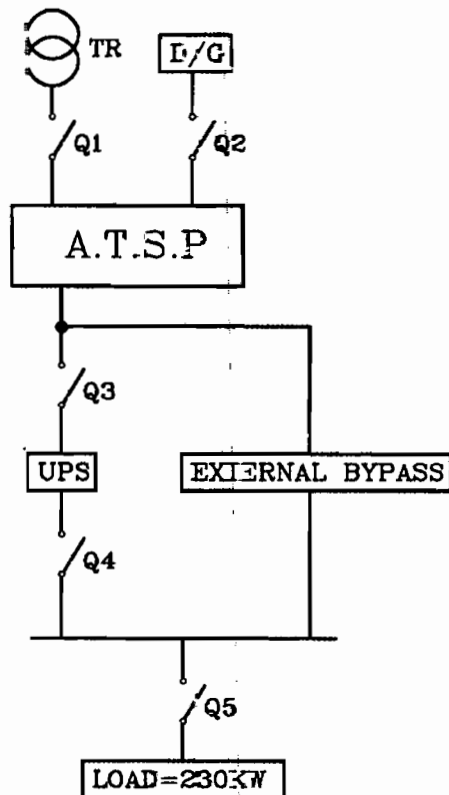 TR
D/G
Q1
Q2
A.T.S.P
Q3
UPS
EXTERNAL BYPASS
Q4
Q5
LOAD=230KW